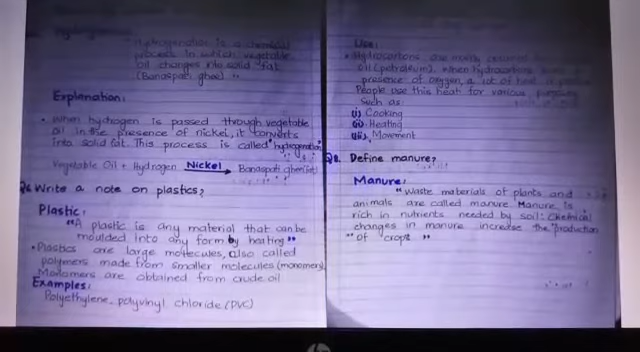 Hydrogenation is a chemical
process in which vegetable
oil changes into solid fat
(Banaspati ghee) "
Explanation:
• When hydrogen is passed through vegetable
oil in the presence of nickel, it converts
into solid fat. This process is called "hydrogenation"
Vegetable Oil + Hydrogen Nickel Banaspati ghee
Q6 Write a note on plastics?
Plastic:
"A plastic is any material that can be
moulded into any form by heating"
• Plastics are large molecules, also called
polymers made from smaller molecules (monomers)
Monomers are obtained from crude oil
Examples:
Polyethylene, polyvinyl chloride (PVC)
Use:
• Hydrocarbons are mainly
oil (petroleum). When hydrocarbons
presence of oxygen, a lot of heat is
People use this heat for various
such as:
(i) Cooking
(ii) Heating
(iii) Movement
Q8. Define manure?
Manure:
"Waste materials of plants and
animals are called manure. Manure is
rich in nutrients needed by soil. Chemical
changes in manure increase the production
of crops "
hp